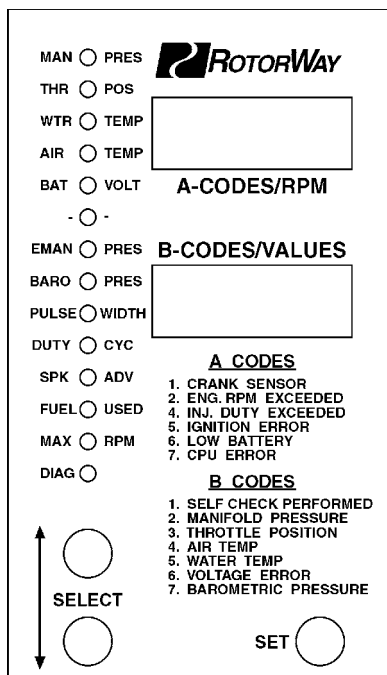 MAN PRES
THR POS
WTR TEMP
AIR TEMP
BAT VOLT
- -
EMAN PRES
BARO PRES
PULSE WIDTH
DUTY CYC
SPK ADV
FUEL USED
MAX RPM
DIAG
SELECT
ROTORWAY
A-CODES/RPM
B-CODES/VALUES
A CODES
1. CRANK SENSOR
2. ENG. RPM EXCEEDED
4. INJ. DUTY EXCEEDED
5. IGNITION ERROR
6. LOW BATTERY
7. CPU ERROR
B CODES
1. SELF CHECK PERFORMED
2. MANIFOLD PRESSURE
3. THROTTLE POSITION
4. AIR TEMP
5. WATER TEMP
6. VOLTAGE ERROR
7. BAROMETRIC PRESSURE
SET